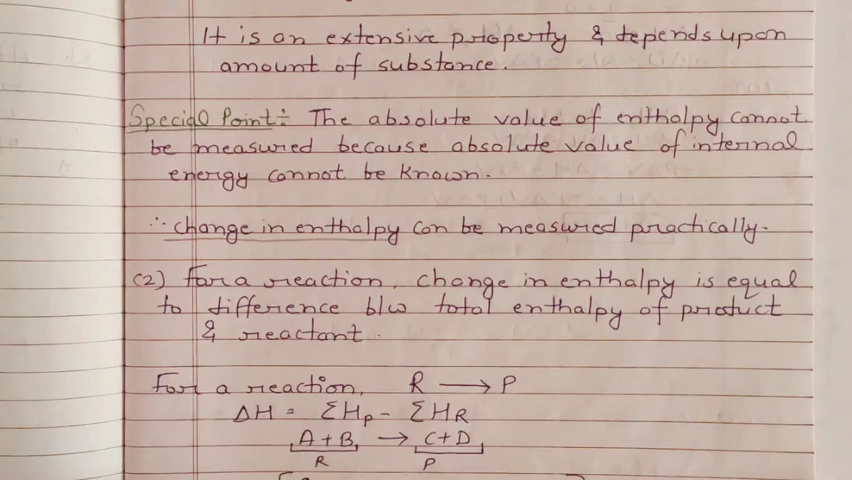 It is an extensive property & depends upon
amount of substance.
Special Point:- The absolute value of enthalpy cannot
be measured because absolute value of internal
energy cannot be known.
∴ change in enthalpy can be measured practically.
(2) For a reaction, change in enthalpy is equal
to difference b/w total enthalpy of product
& reactant.
For a reaction, R → P
ΔH = ΣHP - ΣHR
A + B → C + D
R P